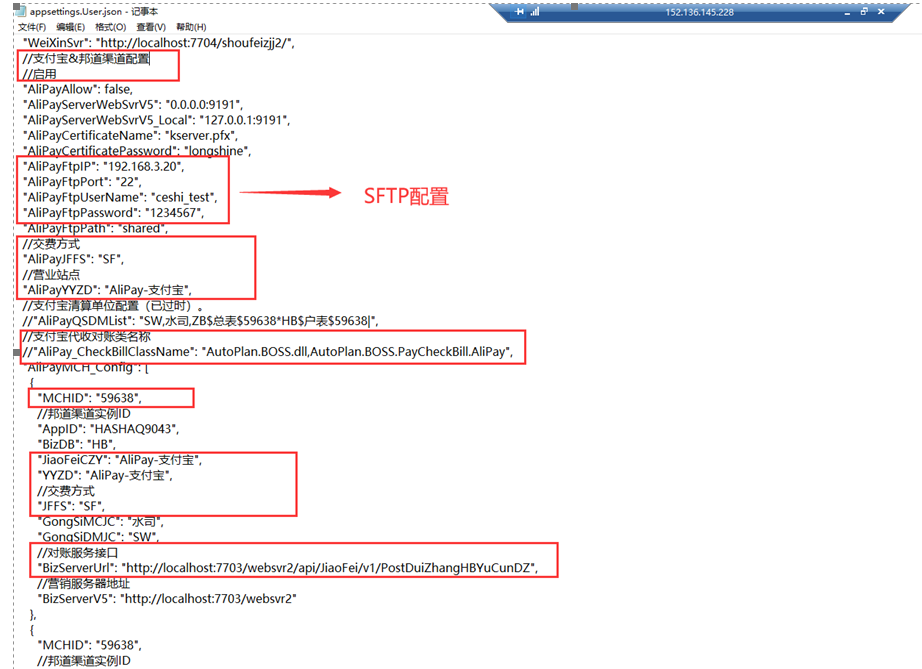 appsettings.User.json - 记事本
152.136.145.228
文件(F) 编辑(E) 格式(O) 查看(V) 帮助(H)
"WeiXinSvr": "http://localhost:7704/shoufeizjj2/",
//支付宝&邦道渠道配置
//启用
"AliPayAllow": false,
"AliPayServerWebSvrV5": "0.0.0.0:9191",
"AliPayServerWebSvrV5_Local": "127.0.0.1:9191",
"AliPayCertificateName": "kserver.pfx",
"AliPayCertificatePassword": "longshine",
"AliPayFtpIP": "192.168.3.20",
"AliPayFtpPort": "22",
"AliPayFtpUserName": "ceshi_test",
"AliPayFtpPassword": "1234567",
SFTP配置
"AliPayFtpPath": "shared",
//交费方式
"AliPayJFFS": "SF",
//营业站点
"AliPayYYZD": "AliPay-支付宝",
//支付宝清算单位配置（已过时）。
//"AliPayQSDMList": "SW,水司,ZB$总表$59638*HB$户表$59638|",
//支付宝代收对账类名称
//"AliPay_CheckBillClassName": "AutoPlan.BOSS.dll,AutoPlan.BOSS.PayCheckBill.AliPay",
"AliPayMCH_Config": [
{
"MCHID": "59638",
//邦道渠道实例ID
"AppID": "HASHAQ9043",
"BizDB": "HB",
"JiaoFeiCZY": "AliPay-支付宝",
"YYZD": "AliPay-支付宝",
//交费方式
"JFFS": "SF",
"GongSiMCJC": "水司",
"GongSiDMJC": "SW",
//对账服务接口
"BizServerUrl": "http://localhost:7703/websvr2/api/JiaoFei/v1/PostDuiZhangHBYuCunDZ",
//营销服务器地址
"BizServerV5": "http://localhost:7703/websvr2"
},
{
"MCHID": "59638",
//邦道渠道实例ID